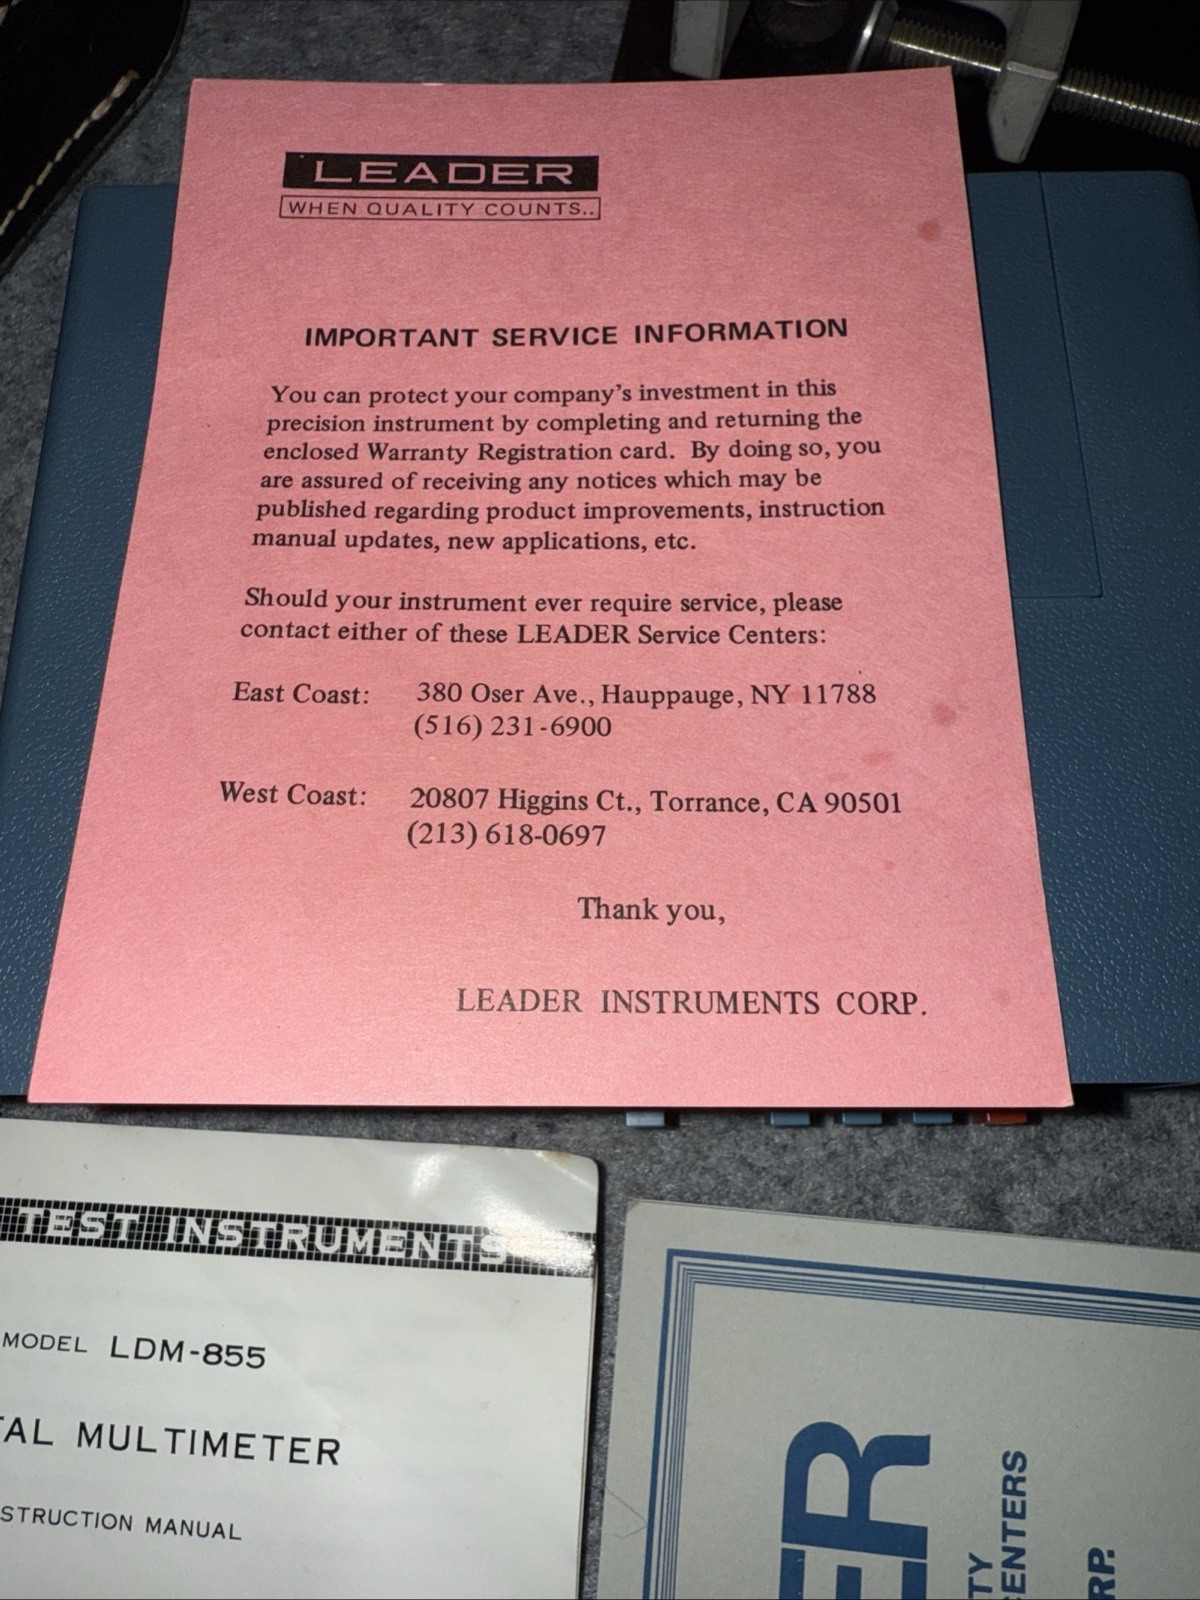 LEADER
WHEN QUALITY COUNTS..
IMPORTANT SERVICE INFORMATION
You can protect your company's investment in this
precision instrument by completing and returning the
enclosed Warranty Registration card. By doing so, you
are assured of receiving any notices which may be
published regarding product improvements, instruction
manual updates, new applications, etc.
Should your instrument ever require service, please
contact either of these LEADER Service Centers:
East Coast: 380 Oser Ave., Hauppauge, NY 11788
(516) 231-6900
West Coast: 20807 Higgins Ct., Torrance, CA 90501
(213) 618-0697
Thank you,
LEADER INSTRUMENTS CORP.
TEST INSTRUMENTS
MODEL LDM-855
TAL MULTIMETER
STRUCTION MANUAL
ER
TY
CENTERS
RP.